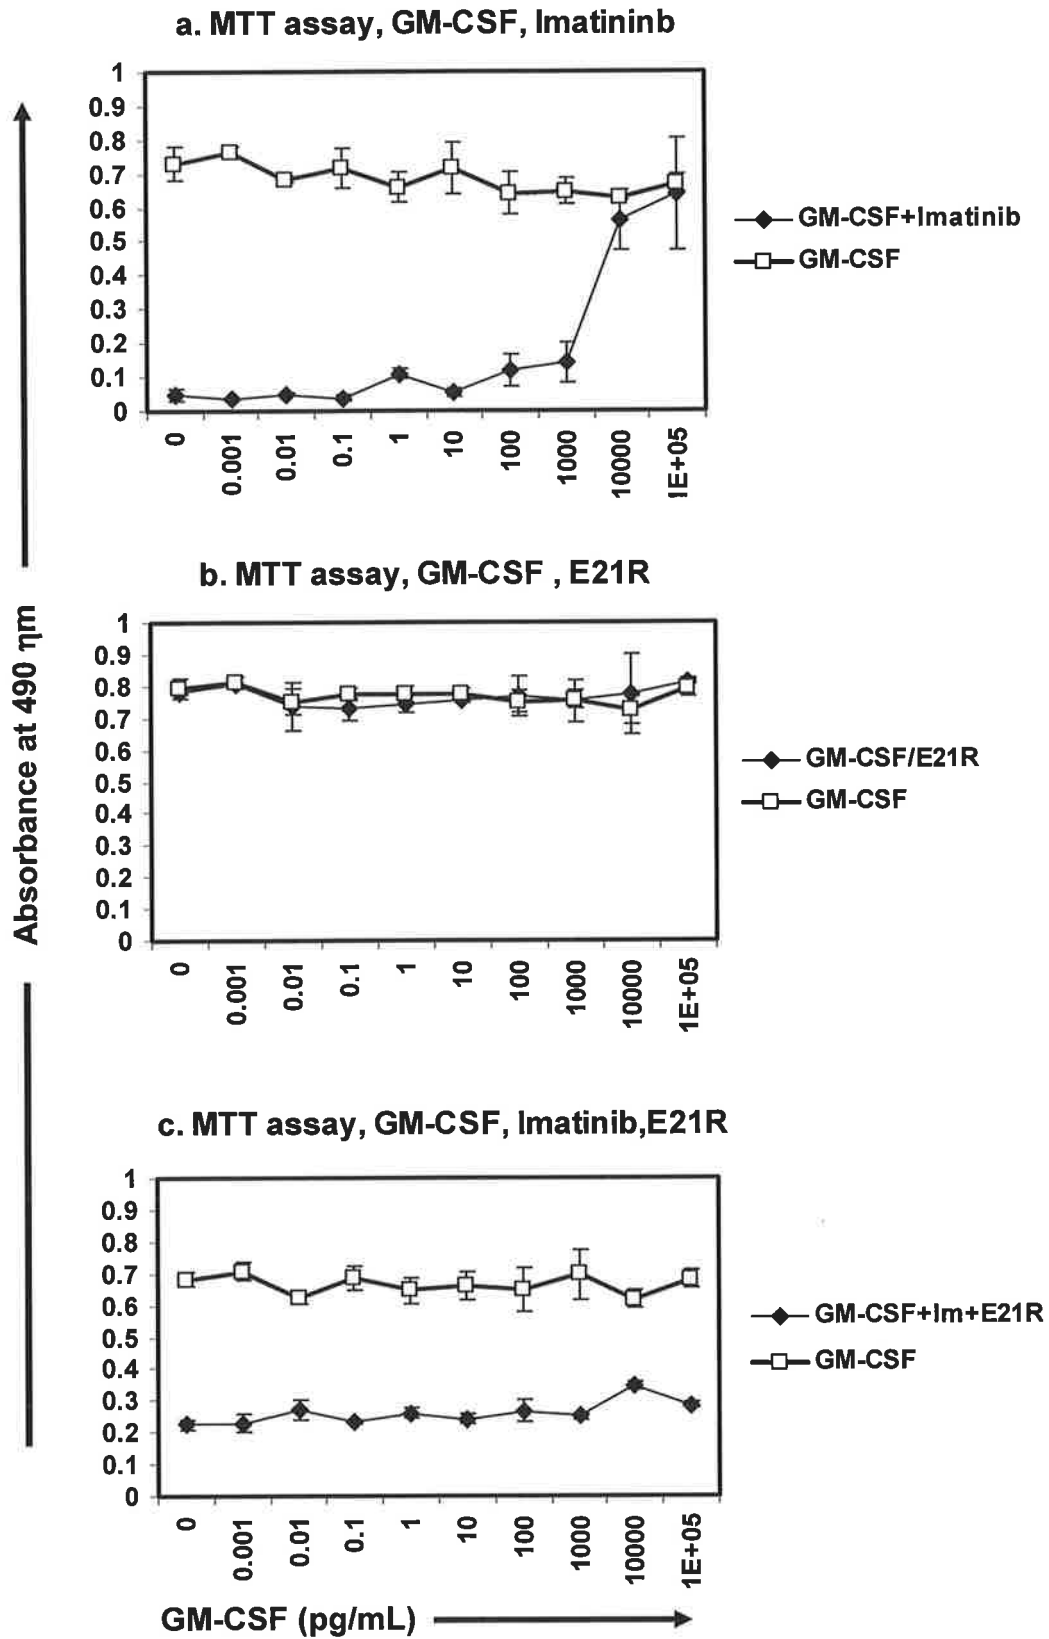 a. MTT assay, GM-CSF, Imatininb
1
0.9
0.8
0.7
0.6
0.5
0.4
0.3
0.2
0.1
0
0 0.001 0.01 0.1 1 10 100 1000 10000 1E+05
GM-CSF+Imatinib
GM-CSF
Absorbance at 490 ηm
b. MTT assay, GM-CSF , E21R
1
0.9
0.8
0.7
0.6
0.5
0.4
0.3
0.2
0.1
0
0 0.001 0.01 0.1 1 10 100 1000 10000 1E+05
GM-CSF/E21R
GM-CSF
c. MTT assay, GM-CSF, Imatinib,E21R
1
0.9
0.8
0.7
0.6
0.5
0.4
0.3
0.2
0.1
0
0 0.001 0.01 0.1 1 10 100 1000 10000 1E+05
GM-CSF+Im+E21R
GM-CSF
GM-CSF (pg/mL)